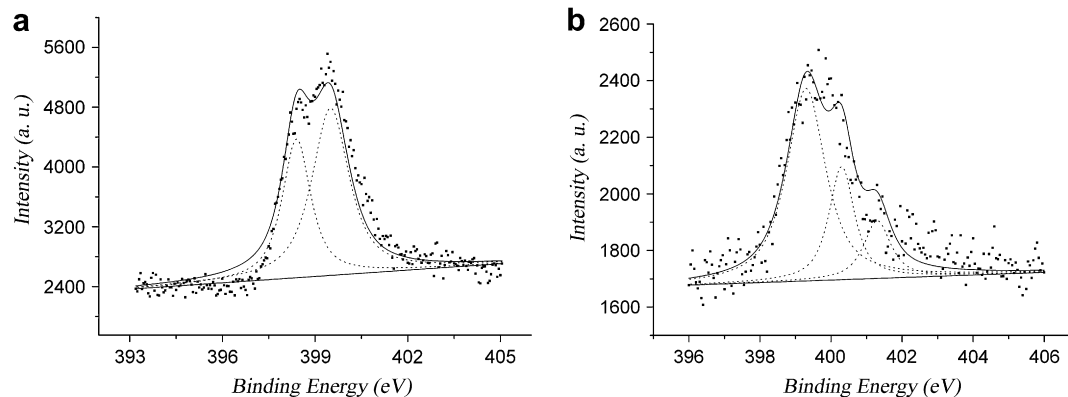 a
5600
4800
4000
3200
2400
Intensity (a. u.)
393 396 399 402 405
Binding Energy (eV)
b
2600
2400
2200
2000
1800
1600
Intensity (a. u.)
396 398 400 402 404 406
Binding Energy (eV)